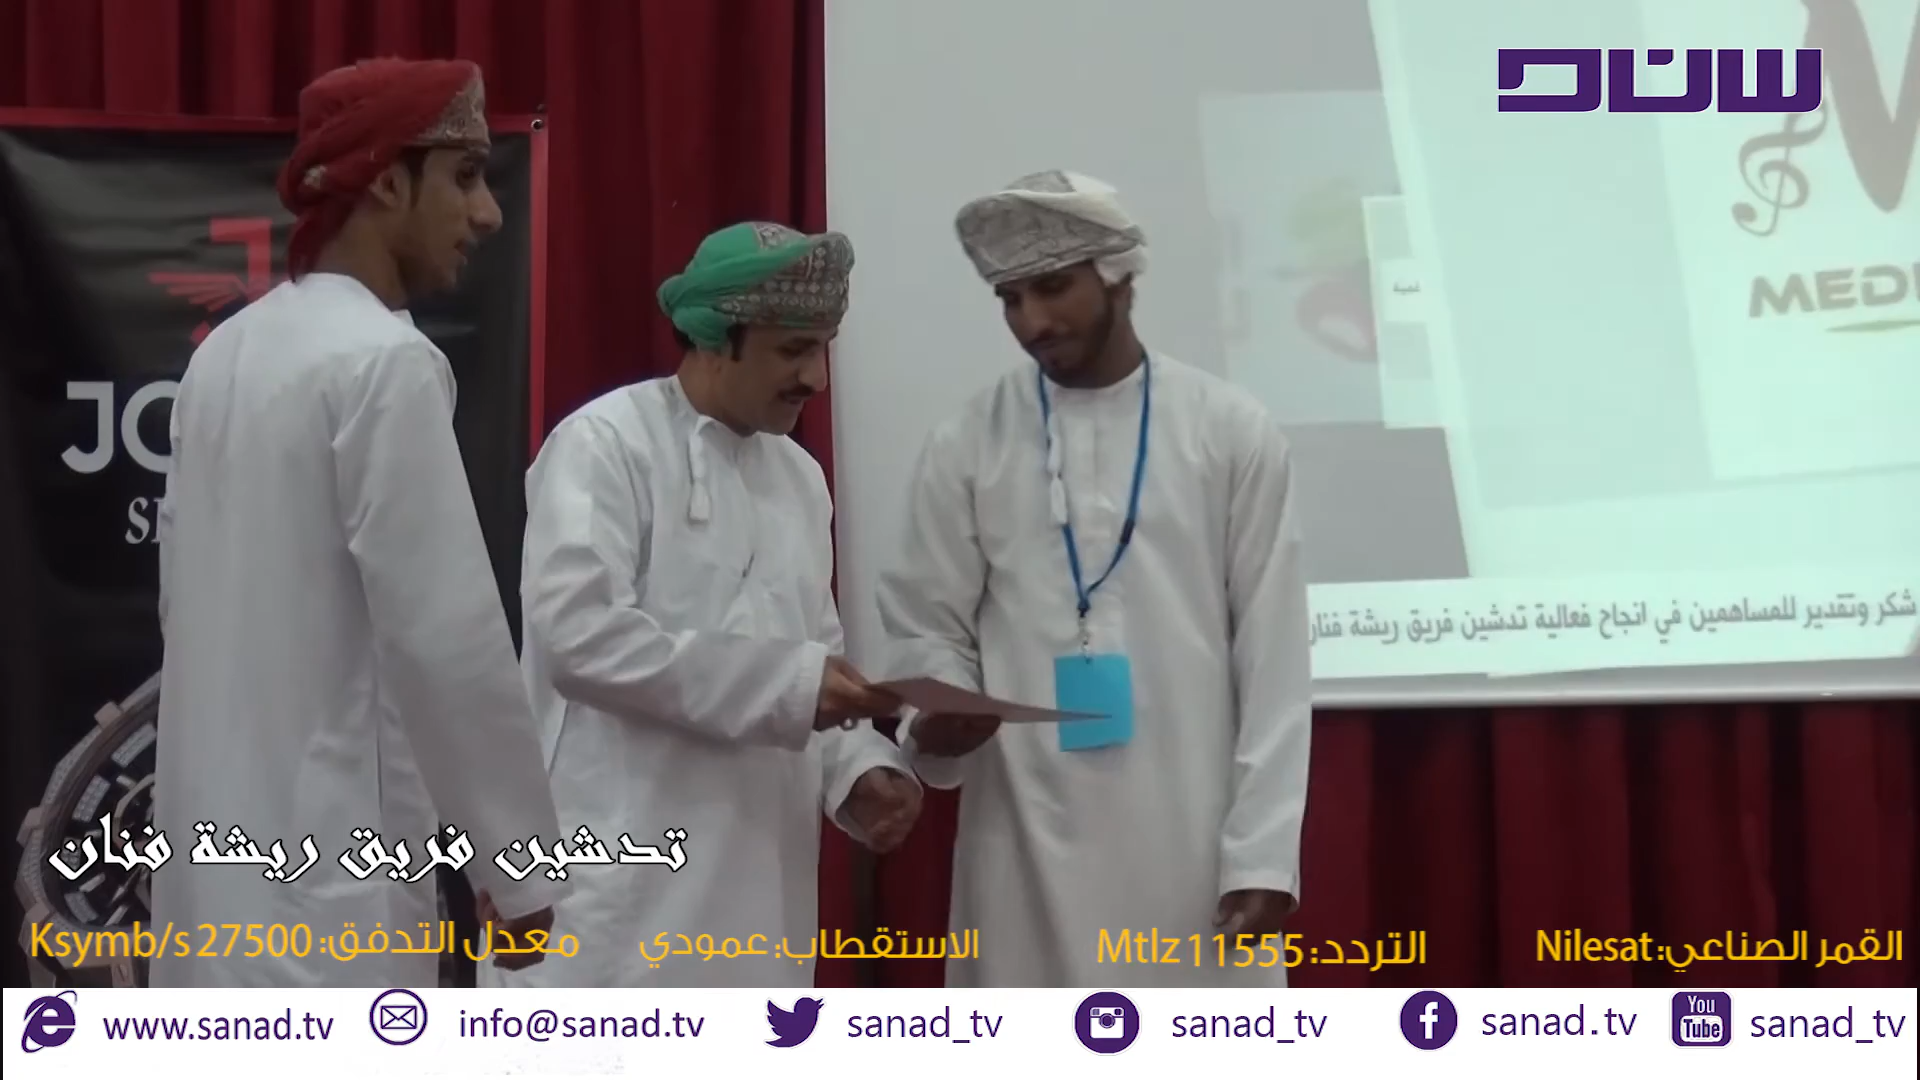 سناد
MEDI
شكر وتقدير للمساهمين في انجاح فعالية تدشين فريق ريشة فنان
J
JO
S
تدشين فريق ريشة فنان
القمر الصناعي: Nilesat التردد: Mtlz 11555 الاستقطاب: عمودي معدل التدفق: Ksymb/s 27500
www.sanad.tv info@sanad.tv sanad_tv sanad_tv sanad.tv You Tube sanad_tv